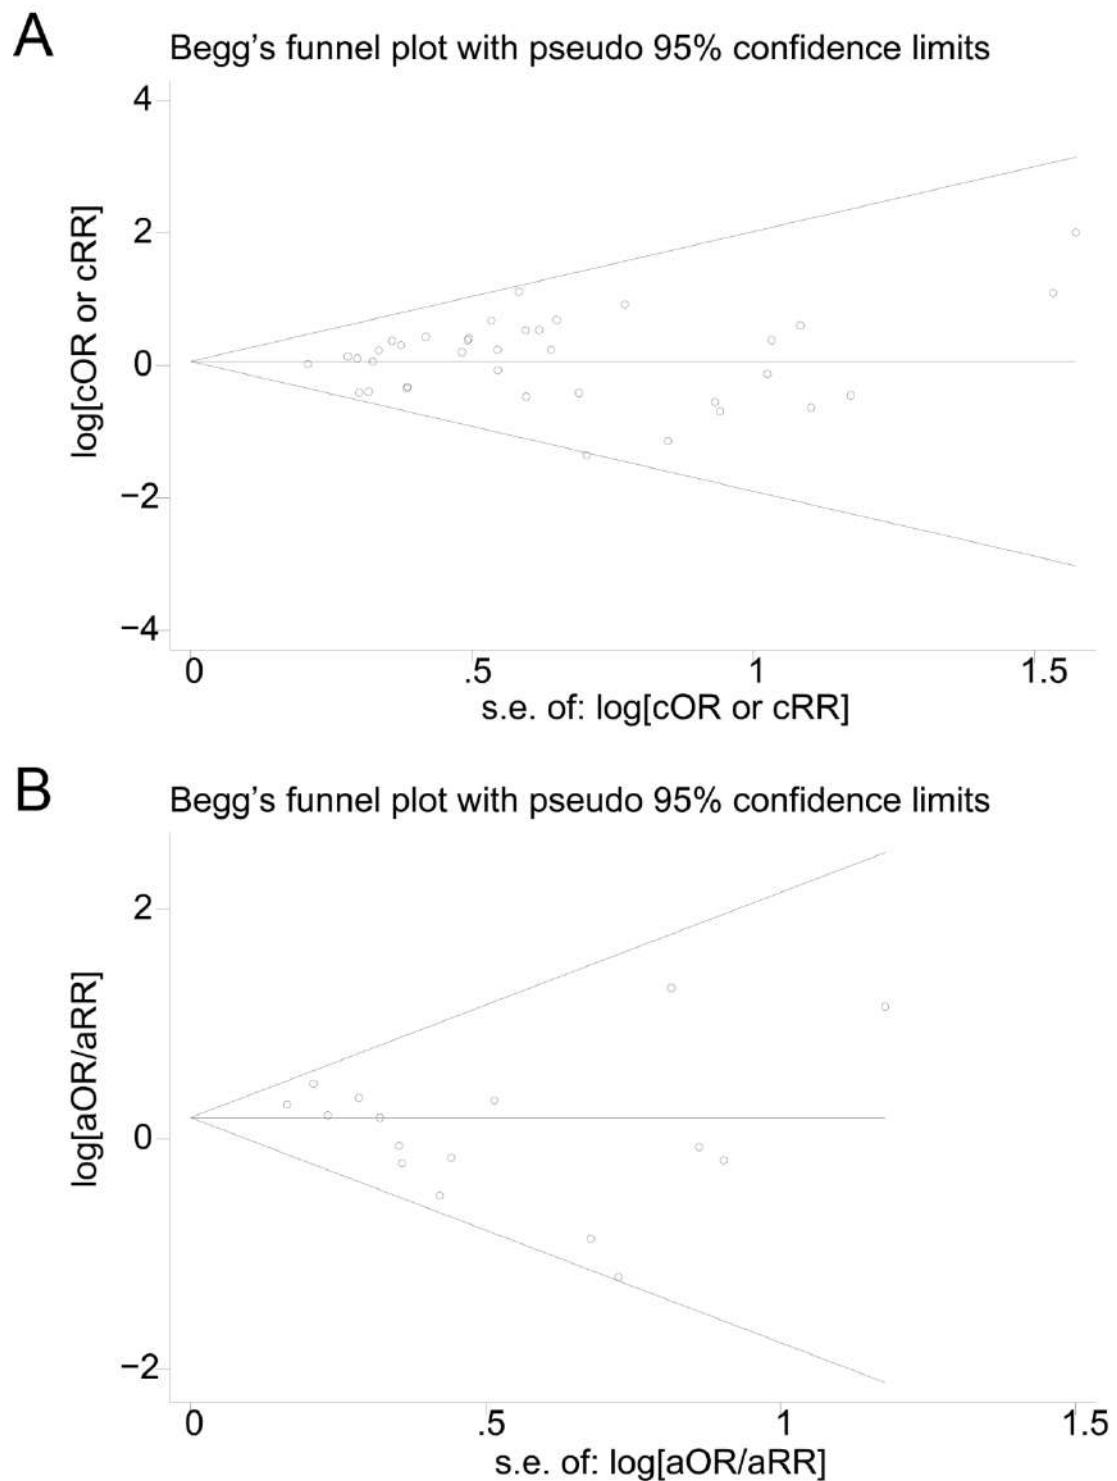 A
Begg's funnel plot with pseudo 95% confidence limits
4
2
0
−2
−4
log[cOR or cRR]
0 .5 1 1.5
s.e. of: log[cOR or cRR]
B
Begg's funnel plot with pseudo 95% confidence limits
2
0
−2
log[aOR/aRR]
0 .5 1 1.5
s.e. of: log[aOR/aRR]